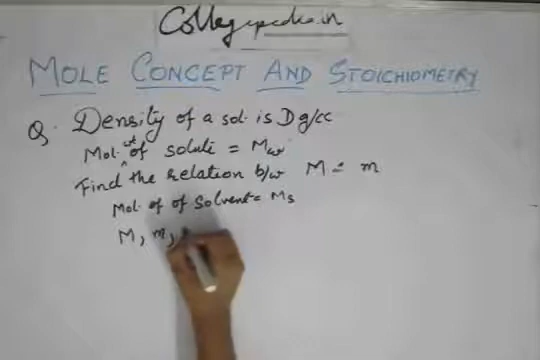 Collegepedia.in
MOLE CONCEPT AND STOICHIOMETRY
Q. Density of a sol. is D g/cc
Mol. wt of solute = Mw
Find the relation b/w M = m
Mol. of of solvent = Ms
M, m,